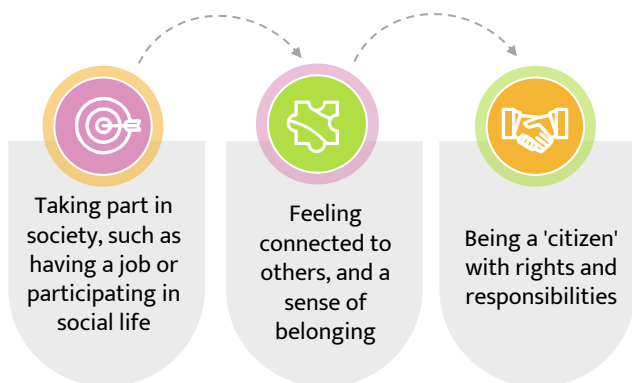 Taking part in
society, such as
having a job or
participating in
social life
Feeling
connected to
others, and a
sense of
belonging
Being a 'citizen'
with rights and
responsibilities